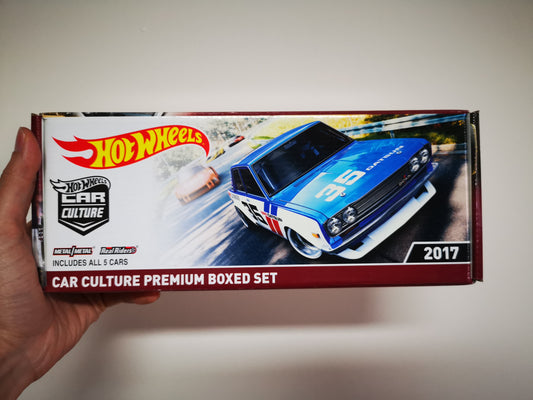 HOT WHEELS
HOT WHEELS
CAR
CULTURE
METAL/METAL Real Riders
INCLUDES ALL 5 CARS
CAR CULTURE PREMIUM BOXED SET
35
DATSUN
35
2017